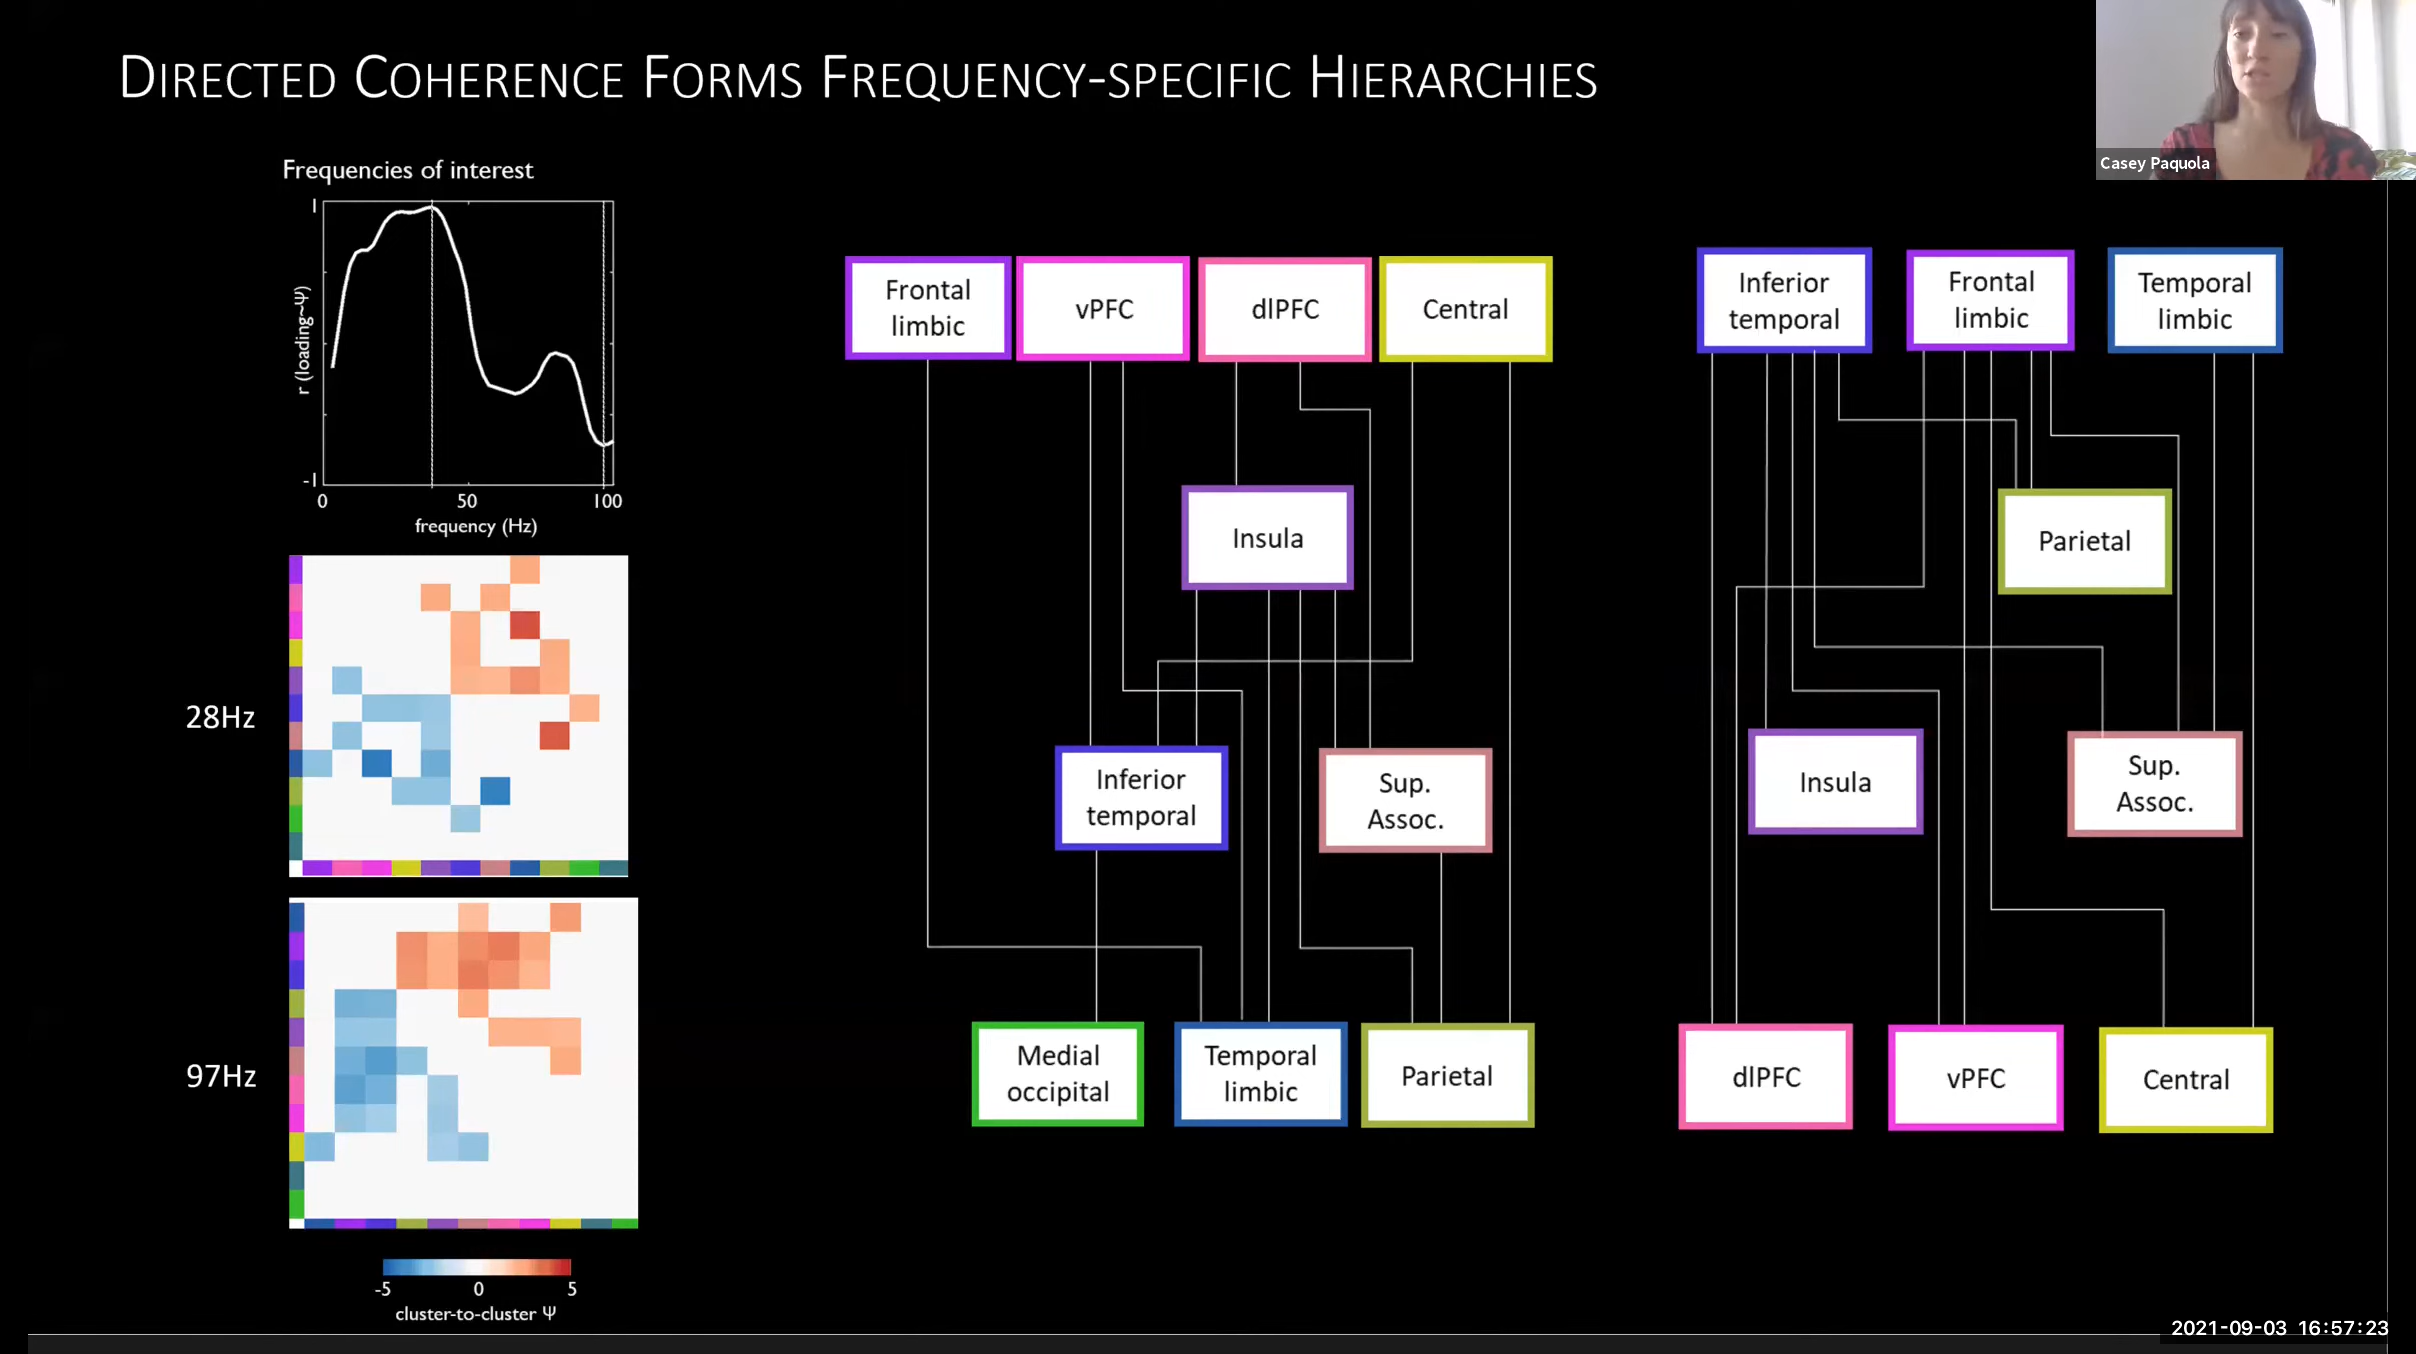 DIRECTED COHERENCE FORMS FREQUENCY-SPECIFIC HIERARCHIES
Casey Paquola
Frequencies of interest
1
r (loading~Ψ)
-1
0
50
100
frequency (Hz)
28Hz
97Hz
-5
0
5
cluster-to-cluster Ψ
Frontal
limbic
vPFC
dlPFC
Central
Insula
Inferior
temporal
Sup.
Assoc.
Medial
occipital
Temporal
limbic
Parietal
Inferior
temporal
Frontal
limbic
Temporal
limbic
Parietal
Insula
Sup.
Assoc.
dlPFC
vPFC
Central
2021-09-03 16:57:23